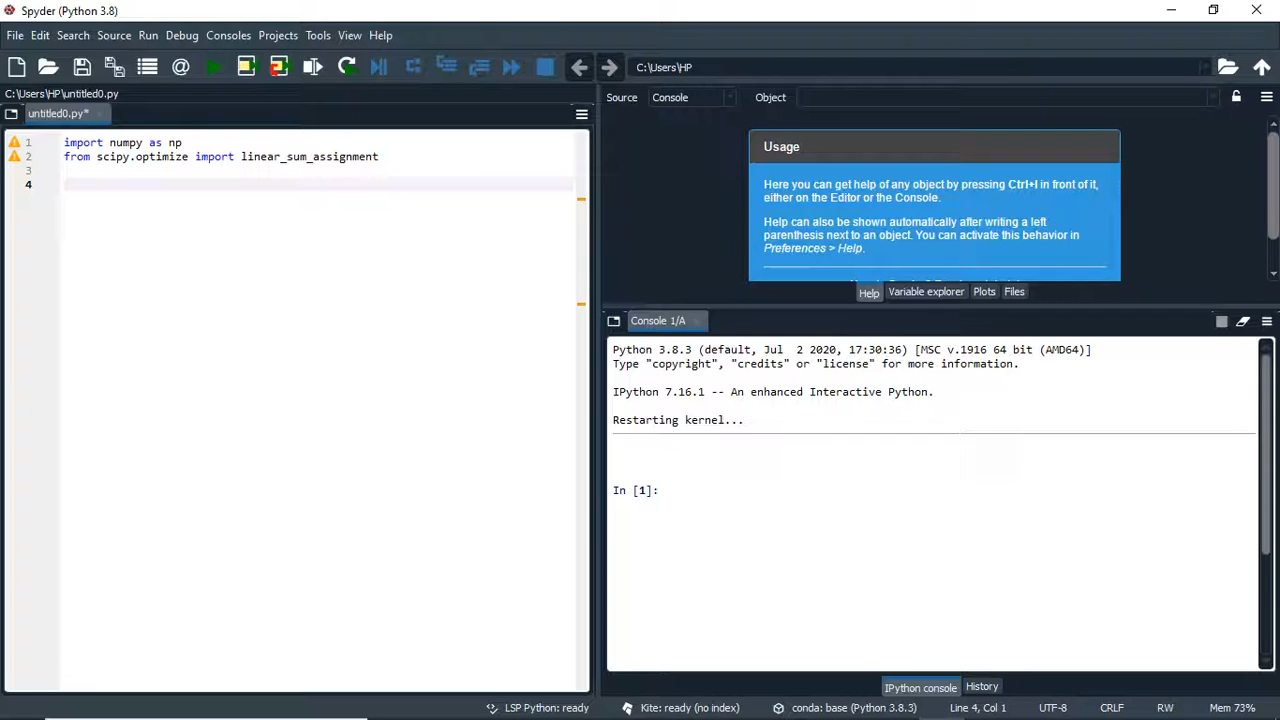 Spyder (Python 3.8)
File Edit Search Source Run Debug Consoles Projects Tools View Help
C:\Users\HP
C:\Users\HP\untitled0.py
untitled0.py*
1 import numpy as np
2 from scipy.optimize import linear_sum_assignment
3
4
Source Console Object
Usage
Here you can get help of any object by pressing Ctrl+I in front of it,
either on the Editor or the Console.
Help can also be shown automatically after writing a left
parenthesis next to an object. You can activate this behavior in
Preferences > Help.
Help Variable explorer Plots Files
Console 1/A
Python 3.8.3 (default, Jul  2 2020, 17:30:36) [MSC v.1916 64 bit (AMD64)]
Type "copyright", "credits" or "license" for more information.
IPython 7.16.1 -- An enhanced Interactive Python.
Restarting kernel...
In [1]:
IPython console History
LSP Python: ready Kite: ready (no index) conda: base (Python 3.8.3) Line 4, Col 1 UTF-8 CRLF RW Mem 73%